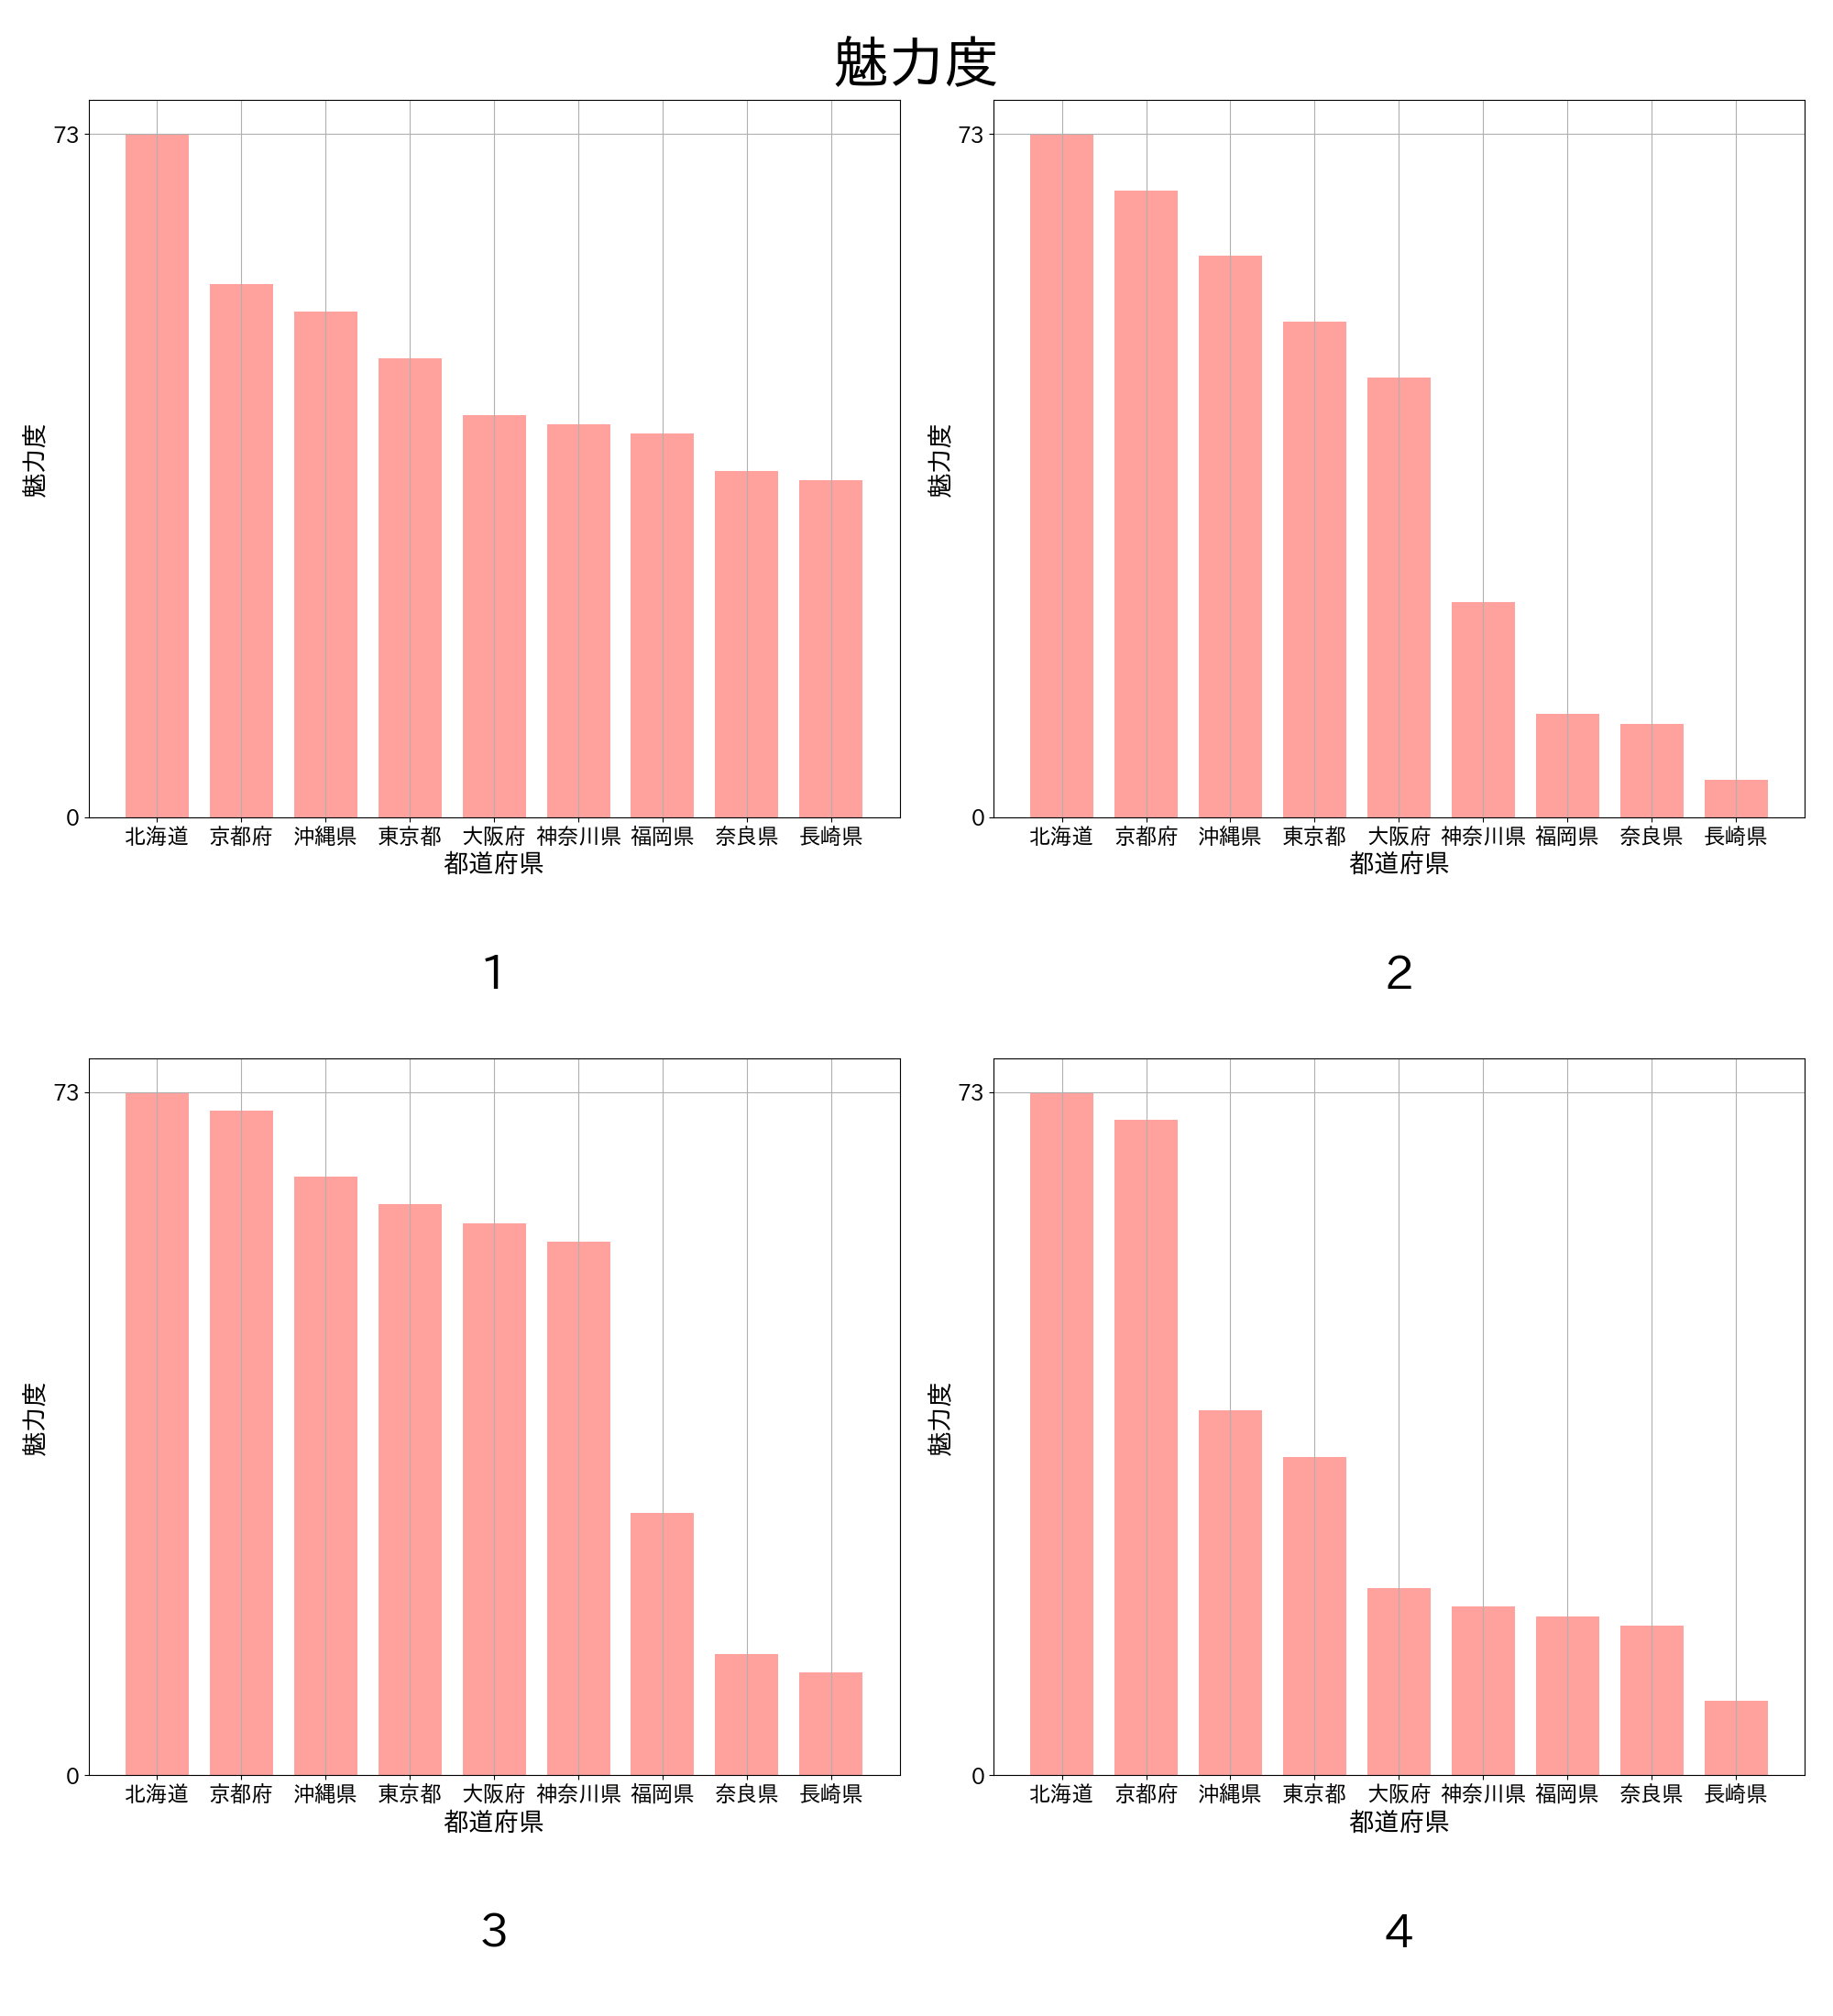 魅力度
73
0
魅力度
北海道 京都府 沖縄県 東京都 大阪府 神奈川県 福岡県 奈良県 長崎県
都道府県
1
73
0
魅力度
北海道 京都府 沖縄県 東京都 大阪府 神奈川県 福岡県 奈良県 長崎県
都道府県
2
73
0
魅力度
北海道 京都府 沖縄県 東京都 大阪府 神奈川県 福岡県 奈良県 長崎県
都道府県
3
73
0
魅力度
北海道 京都府 沖縄県 東京都 大阪府 神奈川県 福岡県 奈良県 長崎県
都道府県
4